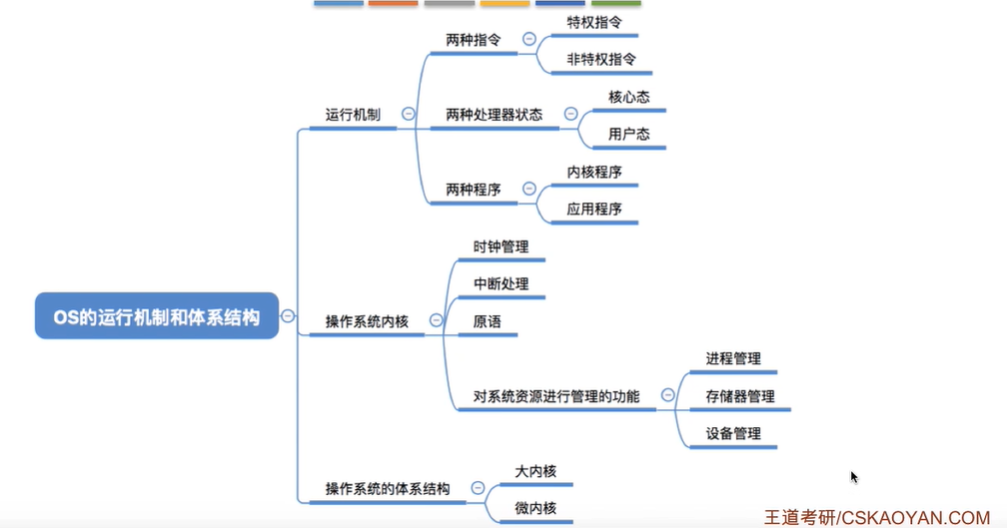 OS的运行机制和体系结构
运行机制
两种指令
特权指令
非特权指令
两种处理器状态
核心态
用户态
两种程序
内核程序
应用程序
操作系统内核
时钟管理
中断处理
原语
对系统资源进行管理的功能
进程管理
存储器管理
设备管理
操作系统的体系结构
大内核
微内核
王道考研/CSKAOYAN.COM